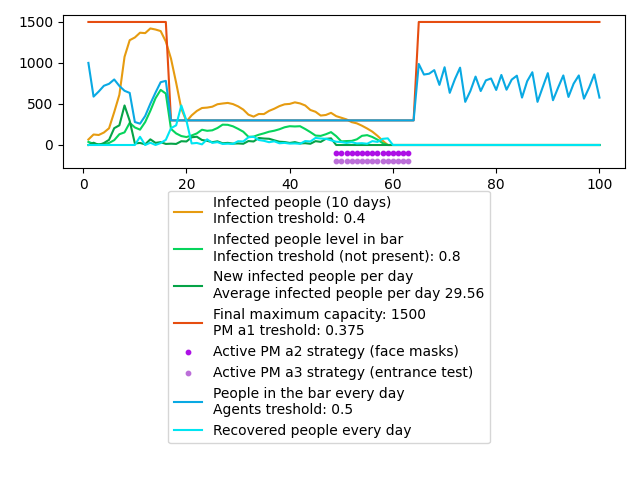 1500
1000
500
0
0 20 40 60 80 100
Infected people (10 days)
Infection treshold: 0.4
Infected people level in bar
Infection treshold (not present): 0.8
New infected people per day
Average infected people per day 29.56
Final maximum capacity: 1500
PM a1 treshold: 0.375
Active PM a2 strategy (face masks)
Active PM a3 strategy (entrance test)
People in the bar every day
Agents treshold: 0.5
Recovered people every day